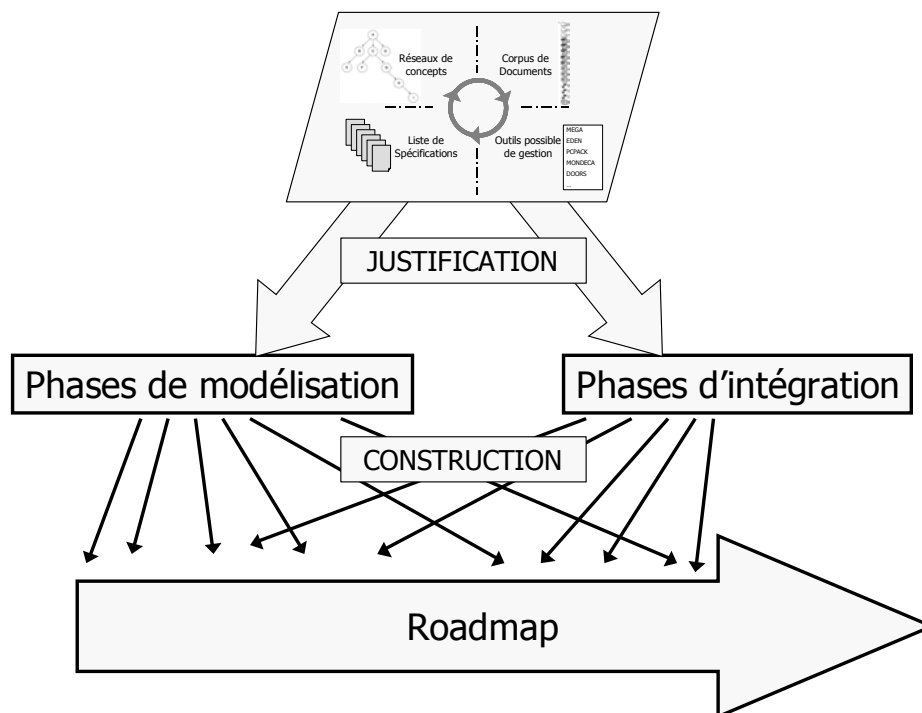 Réseaux de
concepts
Corpus de
Documents
Liste de
Spécifications
Outils possible
de gestion
MEGA
EDEN
PCPACK
MONDECA
DOORS
...
JUSTIFICATION
Phases de modélisation
Phases d'intégration
CONSTRUCTION
Roadmap